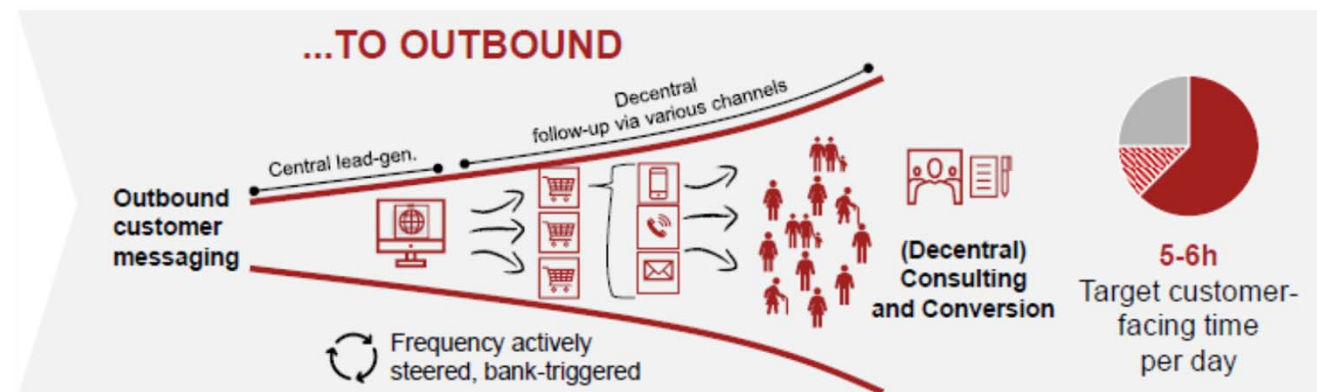 ...TO OUTBOUND
Central lead-gen.
Decentral
follow-up via various channels
Outbound
customer
messaging
(Decentral)
Consulting
and Conversion
5-6h
Target customer-
facing time
per day
Frequency actively
steered, bank-triggered